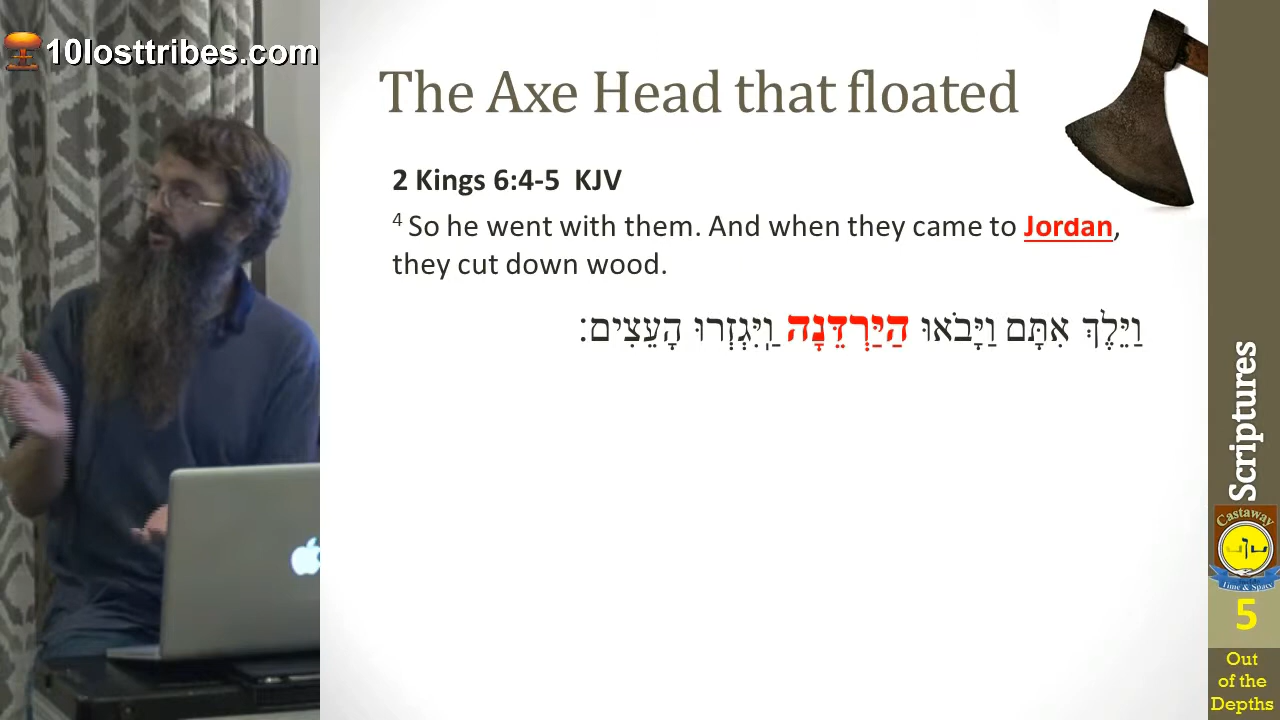 10losttribes.com
The Axe Head that floated
2 Kings 6:4-5 KJV
4 So he went with them. And when they came to Jordan,
they cut down wood.
וַיֵּלֶךְ אִתָּם וַיָּבֹאוּ הַיַּרְדֵּנָה וַֽיִּגְזְרוּ הָעֵצִים׃
Scriptures
Castaway
Time & Space
5
Out
of the
Depths